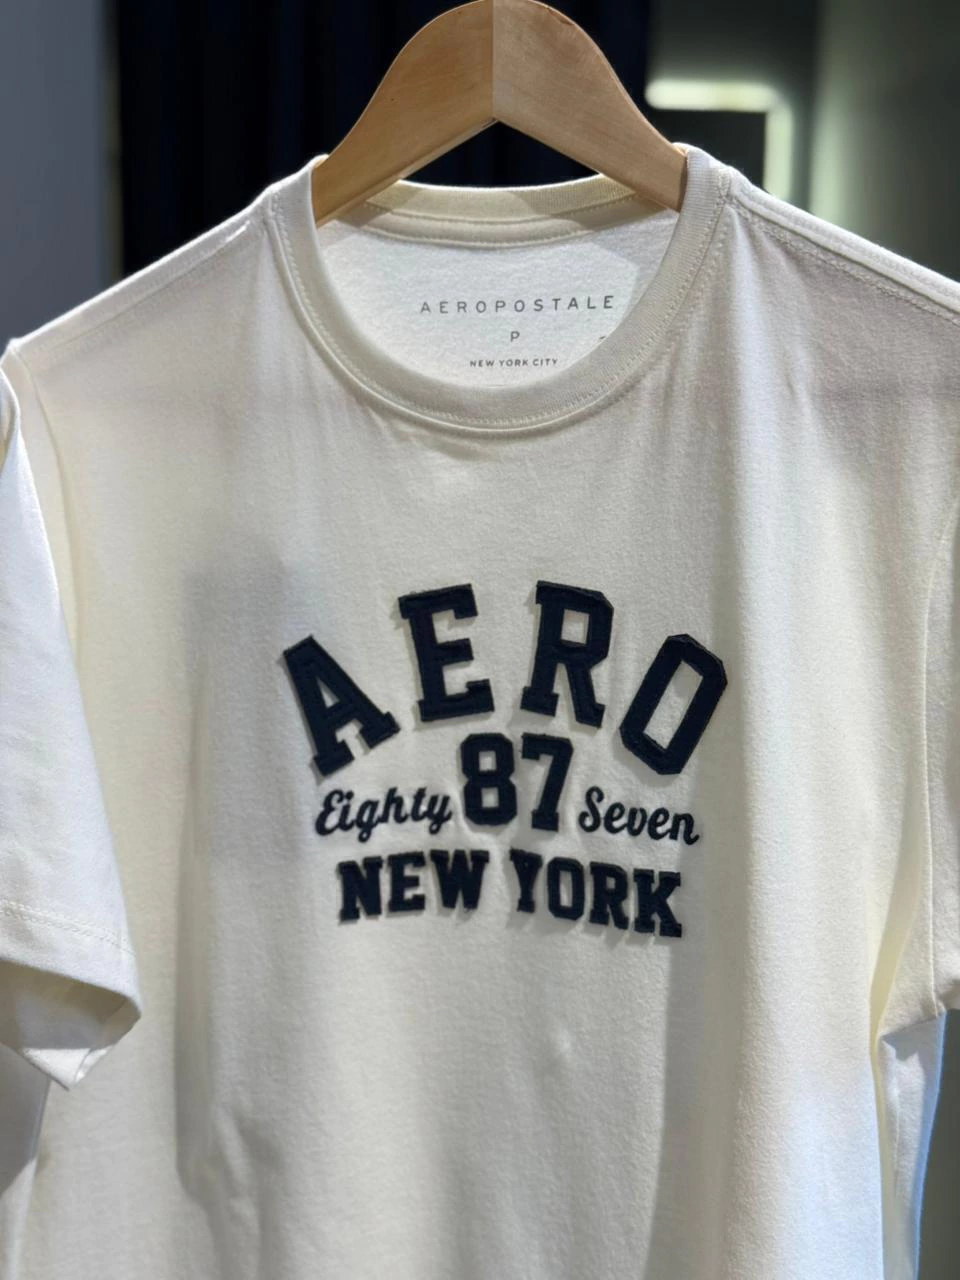 AEROPOSTALE
P
NEW YORK CITY
AERO
Eighty 87 Seven
NEW YORK